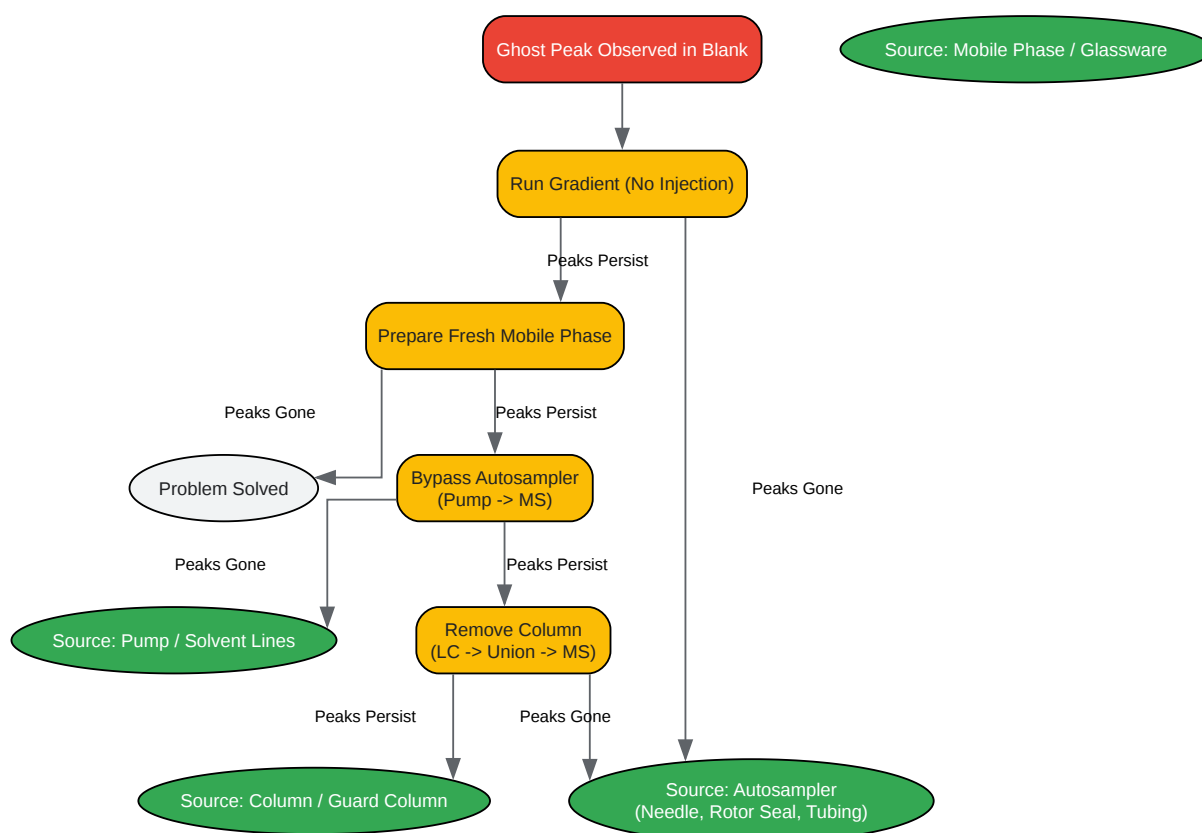 Ghost Peak Observed in Blank
Source: Mobile Phase / Glassware
Run Gradient (No Injection)
Peaks Persist
Prepare Fresh Mobile Phase
Peaks Gone
Peaks Persist
Problem Solved
Bypass Autosampler
(Pump -> MS)
Peaks Gone
Peaks Gone
Peaks Persist
Source: Pump / Solvent Lines
Remove Column
(LC -> Union -> MS)
Peaks Persist
Peaks Gone
Source: Column / Guard Column
Source: Autosampler
(Needle, Rotor Seal, Tubing)